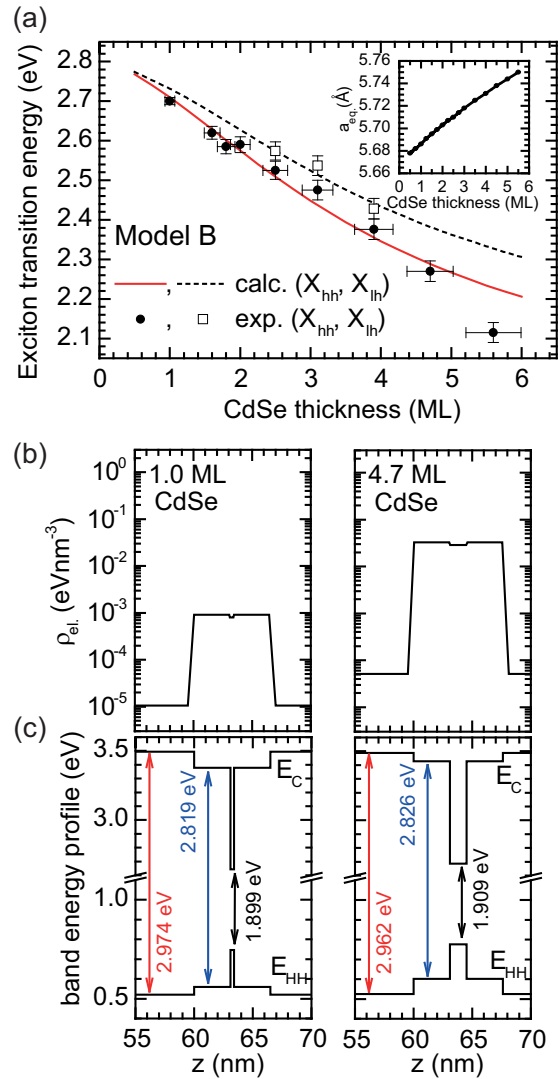 (a)
Exciton transition energy (eV)
2.8
2.7
2.6
2.5
2.4
2.3
2.2
2.1
0 1 2 3 4 5 6
CdSe thickness (ML)
Model B
, calc. (X_hh, X_lh)
, exp. (X_hh, X_lh)
a_eq. (Å)
5.76
5.74
5.72
5.70
5.68
5.66
0 1 2 3 4 5 6
CdSe thickness (ML)
(b)
ρ_el. (eVnm⁻³)
10⁰
10⁻¹
10⁻²
10⁻³
10⁻⁴
10⁻⁵
1.0 ML
CdSe
4.7 ML
CdSe
(c)
band energy profile (eV)
3.5
3.0
1.0
0.5
E_C
2.974 eV
2.819 eV
1.899 eV
E_HH
55 60 65 70
z (nm)
E_C
2.962 eV
2.826 eV
1.909 eV
E_HH
55 60 65 70
z (nm)